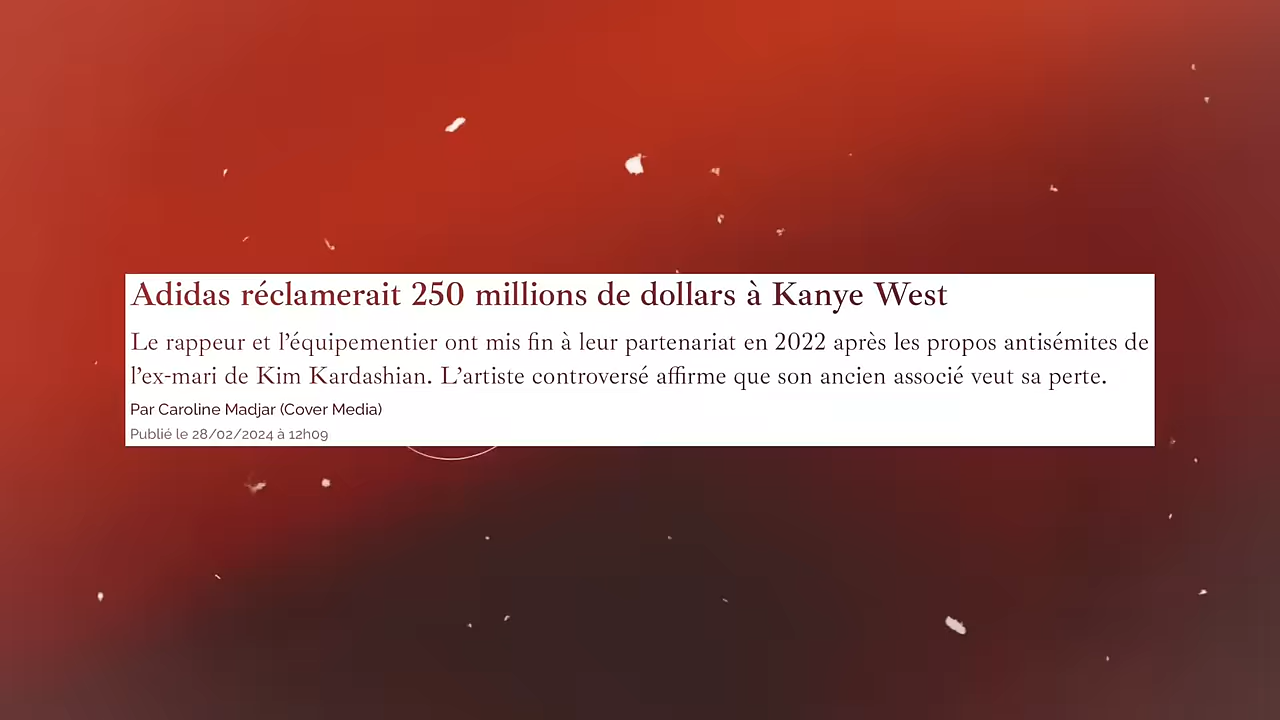 Adidas réclamerait 250 millions de dollars à Kanye West
Le rappeur et l'équipementier ont mis fin à leur partenariat en 2022 après les propos antisémites de
l'ex-mari de Kim Kardashian. L'artiste controversé affirme que son ancien associé veut sa perte.
Par Caroline Madjar (Cover Media)
Publié le 28/02/2024 à 12h09